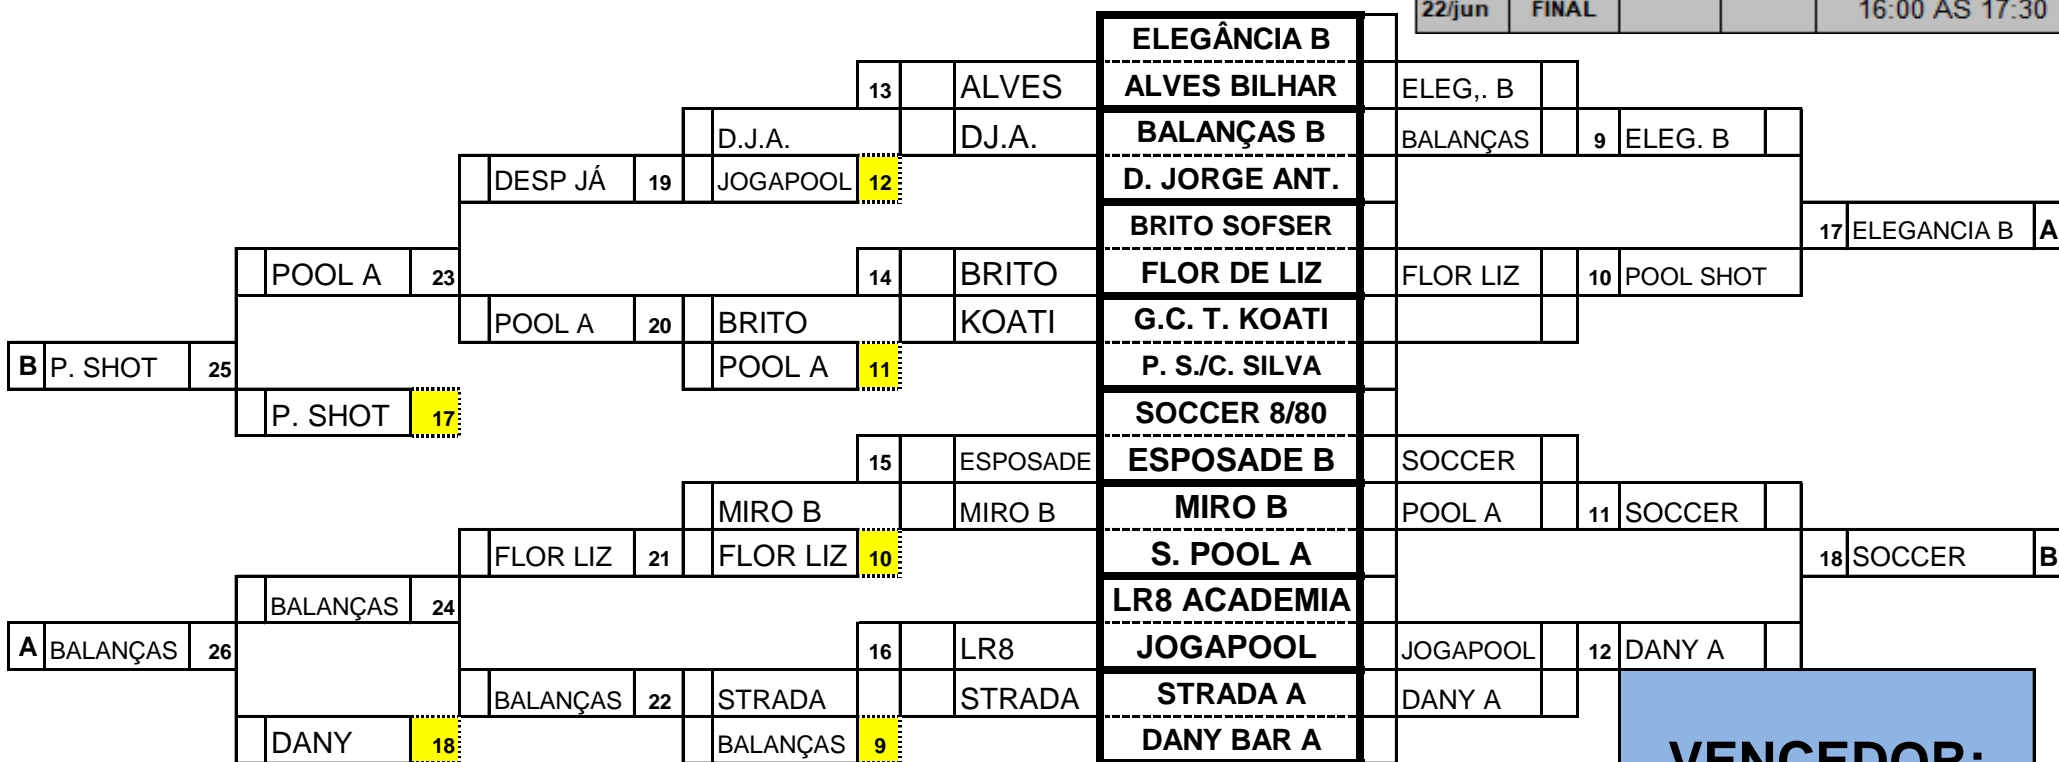 22/jun FINAL 16:00 AS 17:30
ELEGÂNCIA B
13 ALVES ALVES BILHAR ELEG,. B
D.J.A. DJ.A. BALANÇAS B BALANÇAS 9 ELEG. B
DESP JÁ 19 JOGAPOOL 12 D. JORGE ANT.
BRITO SOFSER 17 ELEGANCIA B A
POOL A 23 14 BRITO FLOR DE LIZ FLOR LIZ 10 POOL SHOT
POOL A 20 BRITO KOATI G.C. T. KOATI
B P. SHOT 25 POOL A 11 P. S./C. SILVA
P. SHOT 17 SOCCER 8/80
15 ESPOSADE ESPOSADE B SOCCER
MIRO B MIRO B MIRO B POOL A 11 SOCCER
FLOR LIZ 21 FLOR LIZ 10 S. POOL A 18 SOCCER B
BALANÇAS 24 LR8 ACADEMIA
A BALANÇAS 26 16 LR8 JOGAPOOL JOGAPOOL 12 DANY A
BALANÇAS 22 STRADA STRADA STRADA A DANY A
DANY 18 BALANÇAS 9 DANY BAR A
VENCEDOR: